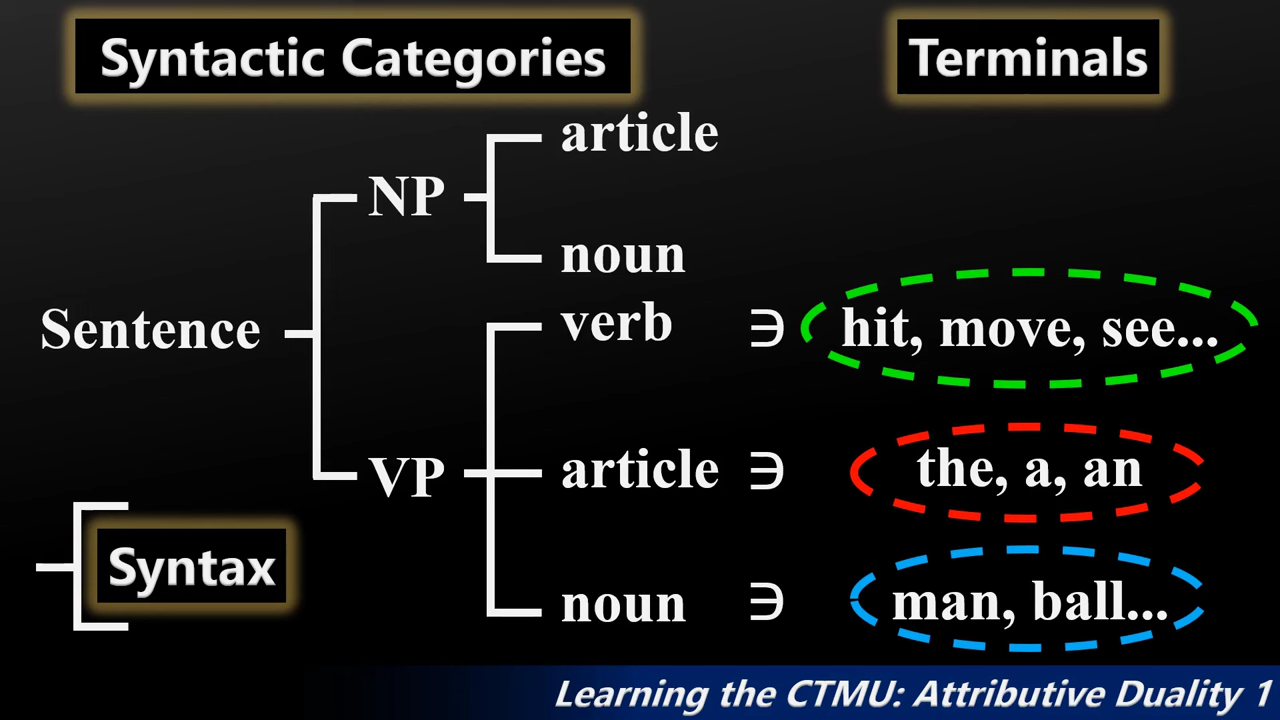 Syntactic Categories
Terminals
article
NP
noun
verb ∋ hit, move, see...
Sentence
VP
article ∋ the, a, an
Syntax
noun ∋ man, ball...
Learning the CTMU: Attributive Duality 1